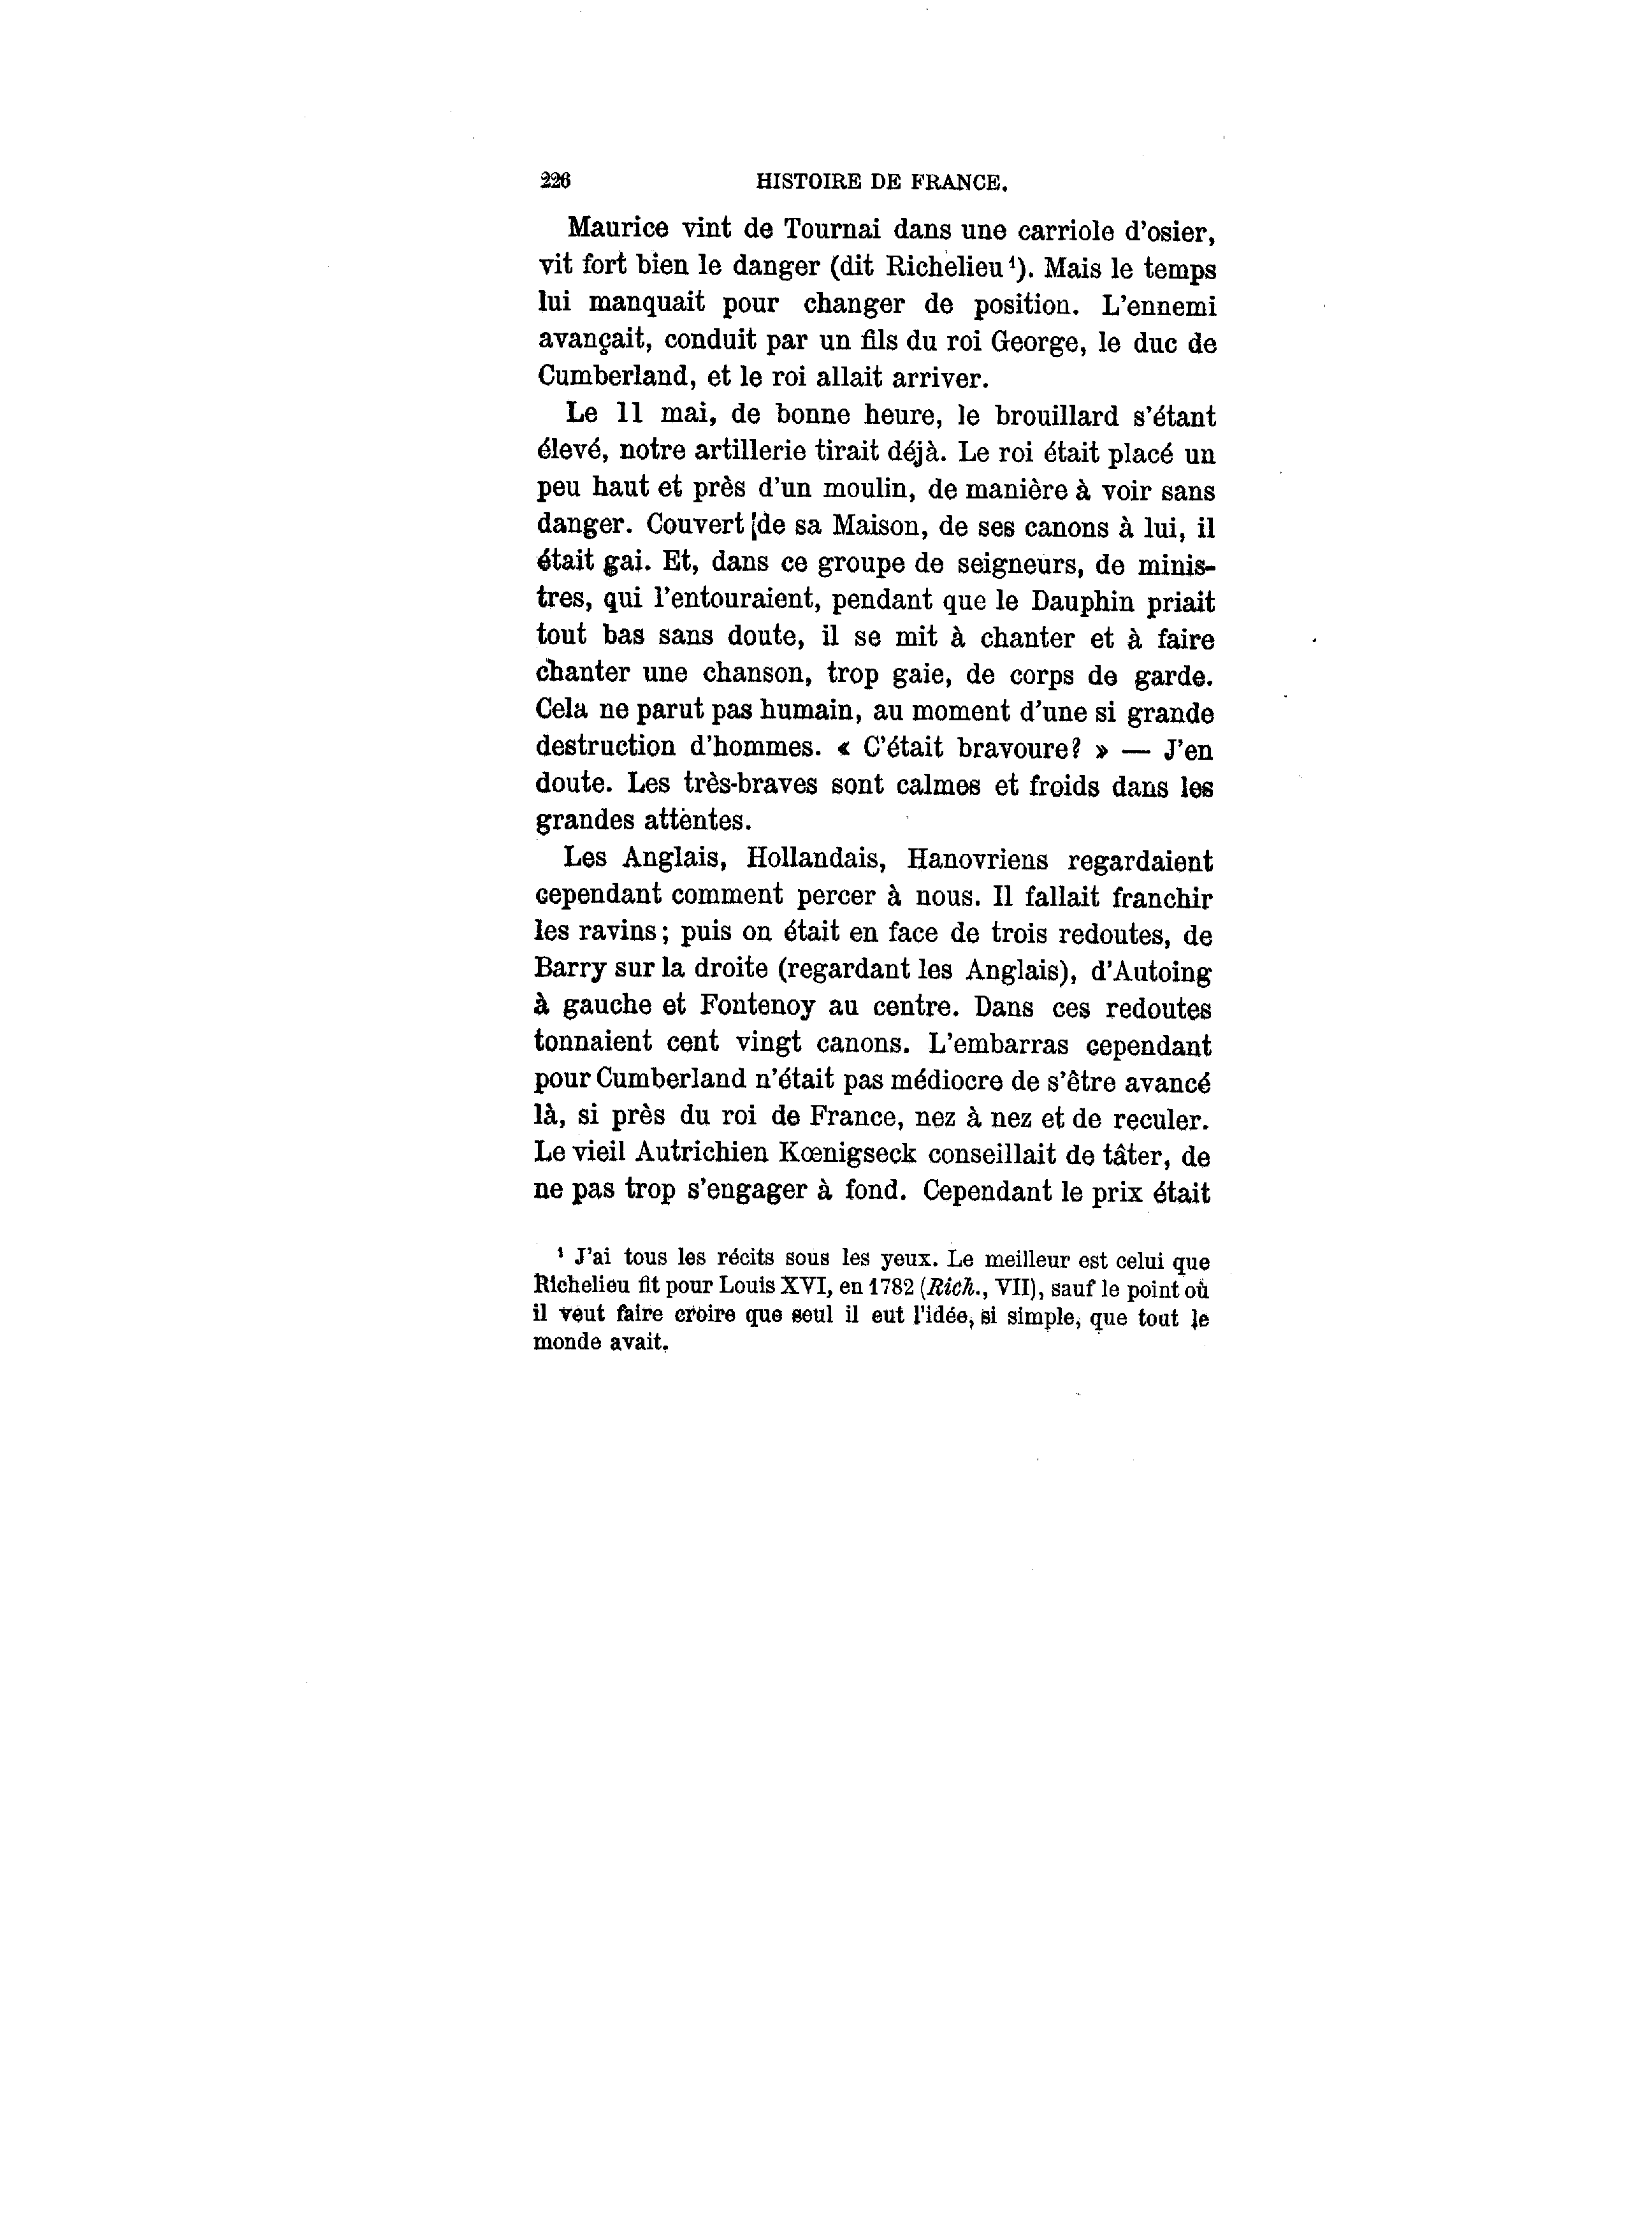 226 HISTOIRE DE FRANCE.
Maurice vint de Tournai dans une carriole d'osier,
vit fort bien le danger (dit Richelieu¹). Mais le temps
lui manquait pour changer de position. L'ennemi
avançait, conduit par un fils du roi George, le duc de
Cumberland, et le roi allait arriver.
Le 11 mai, de bonne heure, le brouillard s'étant
élevé, notre artillerie tirait déjà. Le roi était placé un
peu haut et près d'un moulin, de manière à voir sans
danger. Couvert de sa Maison, de ses canons à lui, il
était gai. Et, dans ce groupe de seigneurs, de minis-
tres, qui l'entouraient, pendant que le Dauphin priait
tout bas sans doute, il se mit à chanter et à faire
chanter une chanson, trop gaie, de corps de garde.
Cela ne parut pas humain, au moment d'une si grande
destruction d'hommes. « C'était bravoure? » — J'en
doute. Les très-braves sont calmes et froids dans les
grandes attentes.
Les Anglais, Hollandais, Hanovriens regardaient
cependant comment percer à nous. Il fallait franchir
les ravins; puis on était en face de trois redoutes, de
Barry sur la droite (regardant les Anglais), d'Autoing
à gauche et Fontenoy au centre. Dans ces redoutes
tonnaient cent vingt canons. L'embarras cependant
pour Cumberland n'était pas médiocre de s'être avancé
là, si près du roi de France, nez à nez et de reculer.
Le vieil Autrichien Kœnigseck conseillait de tâter, de
ne pas trop s'engager à fond. Cependant le prix était
¹ J'ai tous les récits sous les yeux. Le meilleur est celui que
Richelieu fit pour Louis XVI, en 1782 (Rich., VII), sauf le point où
il veut faire croire que seul il eut l'idée, si simple, que tout le
monde avait.